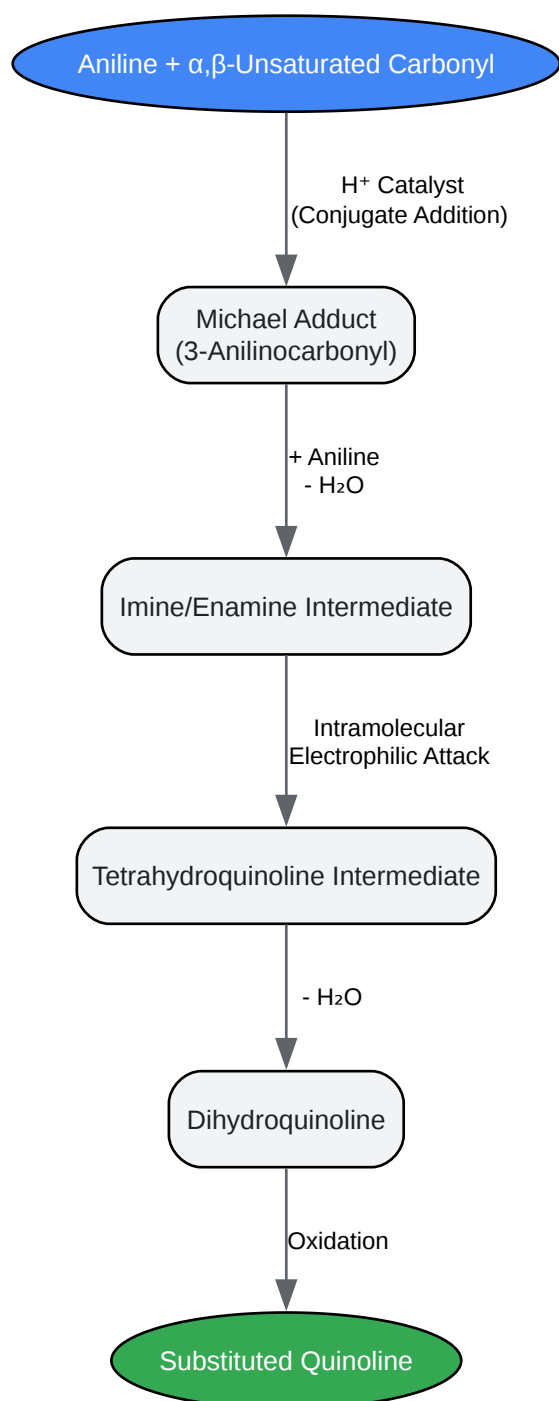 Aniline + α,β-Unsaturated Carbonyl
H⁺ Catalyst
(Conjugate Addition)
Michael Adduct
(3-Anilinocarbonyl)
+ Aniline
- H₂O
Imine/Enamine Intermediate
Intramolecular
Electrophilic Attack
Tetrahydroquinoline Intermediate
- H₂O
Dihydroquinoline
Oxidation
Substituted Quinoline